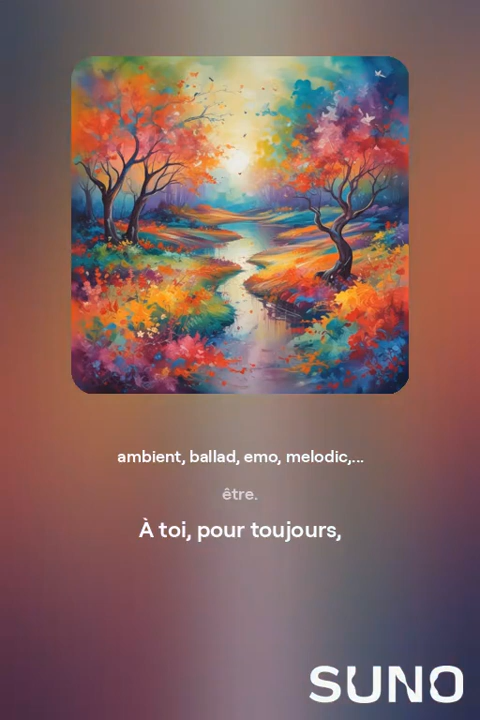 ambient, ballad, emo, melodic,...
être.
À toi, pour toujours,
SUNO